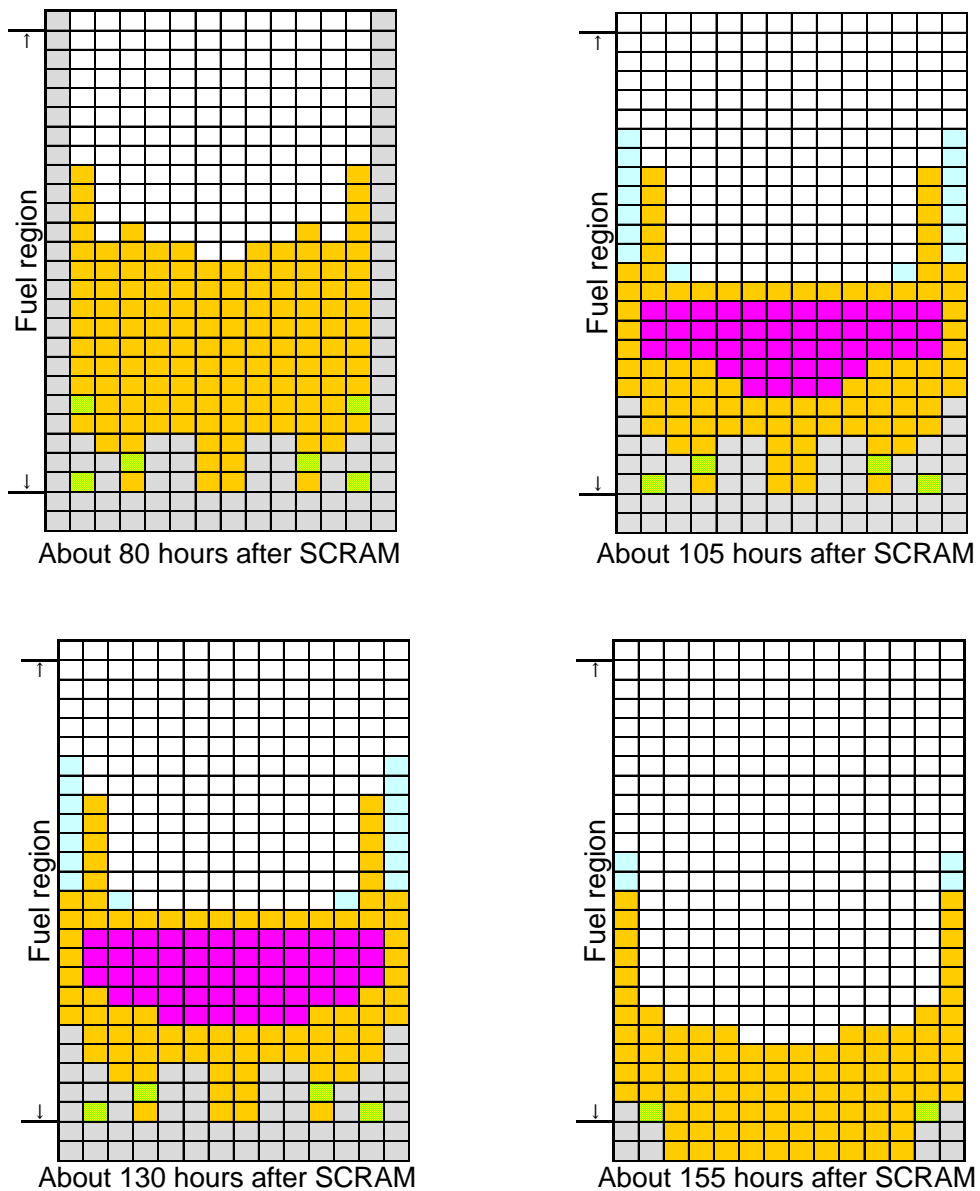 ↑
Fuel region
↓
About 80 hours after SCRAM
↑
Fuel region
↓
About 105 hours after SCRAM
↑
Fuel region
↓
About 130 hours after SCRAM
↑
Fuel region
↓
About 155 hours after SCRAM